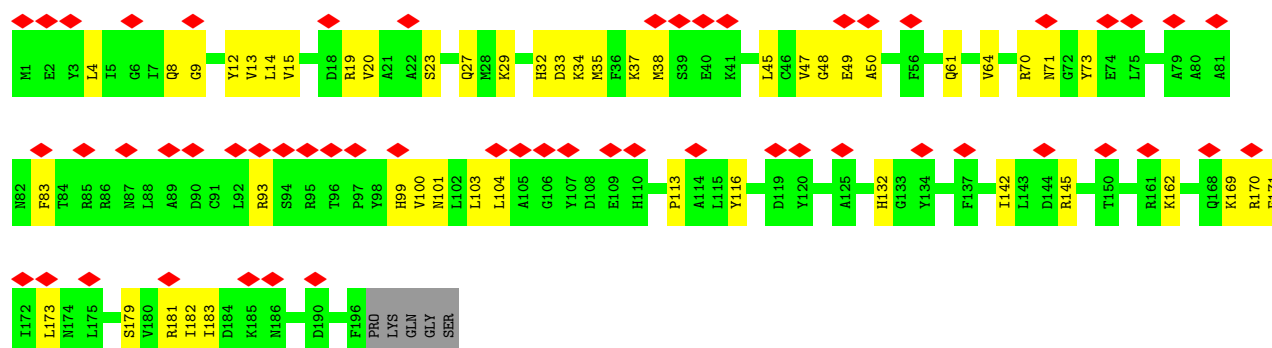 M1 E2 Y3 L4 I5 G6 I7 Q8 G9 Y12 V13 L14 V15 D18 R19 V20 A21 A22 S23 Q27 M28 K29 H32 D33 K34 M35 F36 K37 M38 S39 E40 K41 L45 C46 V47 G48 E49 A50 F56 Q61 V64 R70 N71 G72 Y73 E74 L75 A79 A80 A81
N82 F83 T84 R85 R86 N87 L88 A89 D90 C91 L92 R93 S94 R95 T96 P97 Y98 H99 V100 N101 L102 L103 L104 A105 G106 Y107 D108 E109 H110 P113 A114 L115 Y116 D119 Y120 A125 H132 G133 Y134 F137 I142 L143 D144 R145 T150 R161 K162 Q168 K169 R170 F171
I172 L173 N174 L175 S179 V180 R181 I182 I183 D184 K185 N186 D190 F196 PRO LYS GLN GLY SER